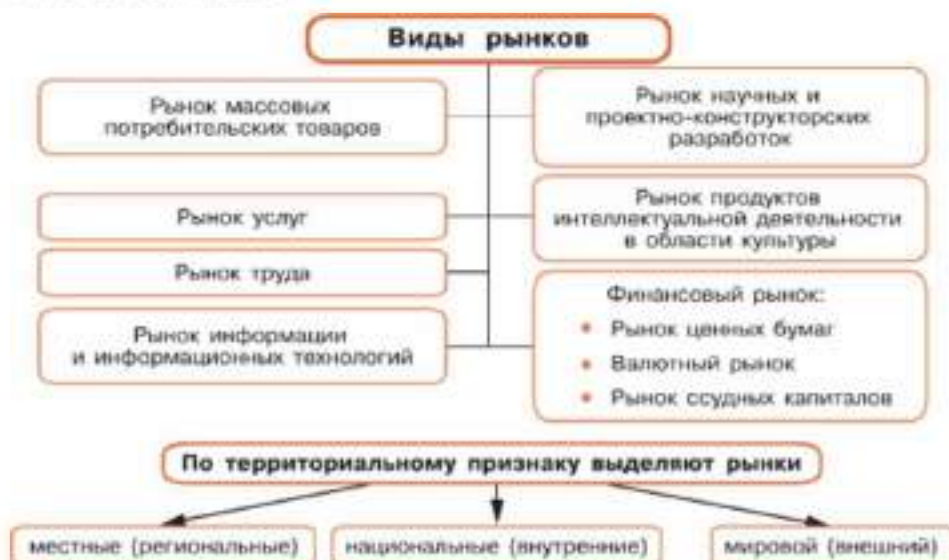 Виды рынков
Рынок массовых
потребительских товаров
Рынок услуг
Рынок труда
Рынок информации
и информационных технологий
Рынок научных и
проектно-конструкторских
разработок
Рынок продуктов
интеллектуальной деятельности
в области культуры
Финансовый рынок:
• Рынок ценных бумаг
• Валютный рынок
• Рынок ссудных капиталов
По территориальному признаку выделяют рынки
местные (региональные)
национальные (внутренние)
мировой (внешний)